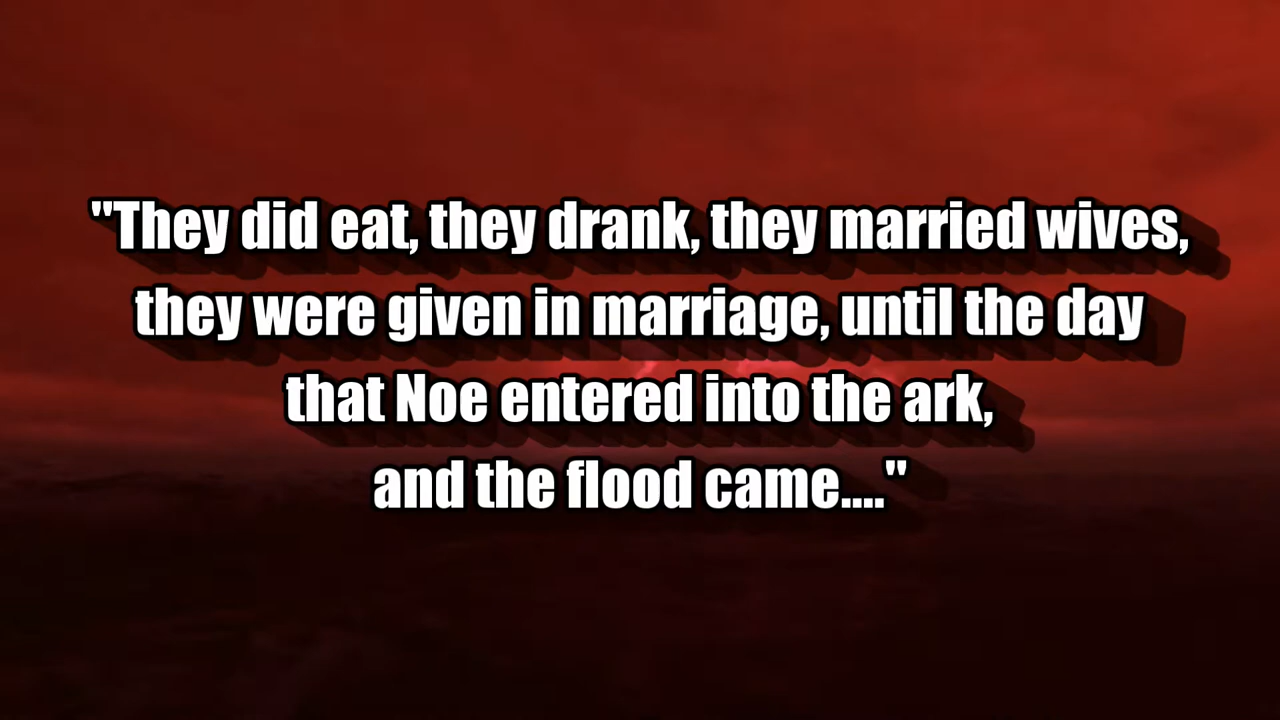 "They did eat, they drank, they married wives,
they were given in marriage, until the day
that Noe entered into the ark,
and the flood came...."